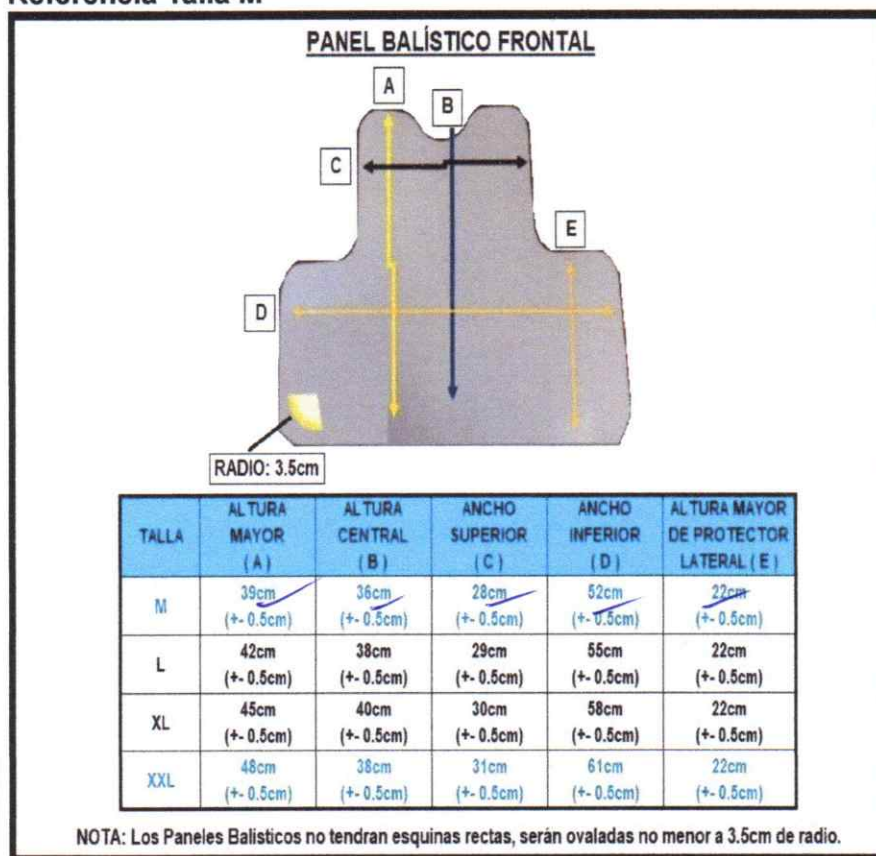 Referencia Talla M
PANEL BALÍSTICO FRONTAL
A
B
C
E
D
RADIO: 3.5cm
TALLA
ALTURA MAYOR ( A )
ALTURA CENTRAL ( B )
ANCHO SUPERIOR ( C )
ANCHO INFERIOR ( D )
ALTURA MAYOR DE PROTECTOR LATERAL ( E )
M
39cm (+- 0.5cm)
36cm (+- 0.5cm)
28cm (+- 0.5cm)
52cm (+- 0.5cm)
22cm (+- 0.5cm)
L
42cm (+- 0.5cm)
38cm (+- 0.5cm)
29cm (+- 0.5cm)
55cm (+- 0.5cm)
22cm (+- 0.5cm)
XL
45cm (+- 0.5cm)
40cm (+- 0.5cm)
30cm (+- 0.5cm)
58cm (+- 0.5cm)
22cm (+- 0.5cm)
XXL
48cm (+- 0.5cm)
38cm (+- 0.5cm)
31cm (+- 0.5cm)
61cm (+- 0.5cm)
22cm (+- 0.5cm)
NOTA: Los Paneles Balisticos no tendran esquinas rectas, serán ovaladas no menor a 3.5cm de radio.